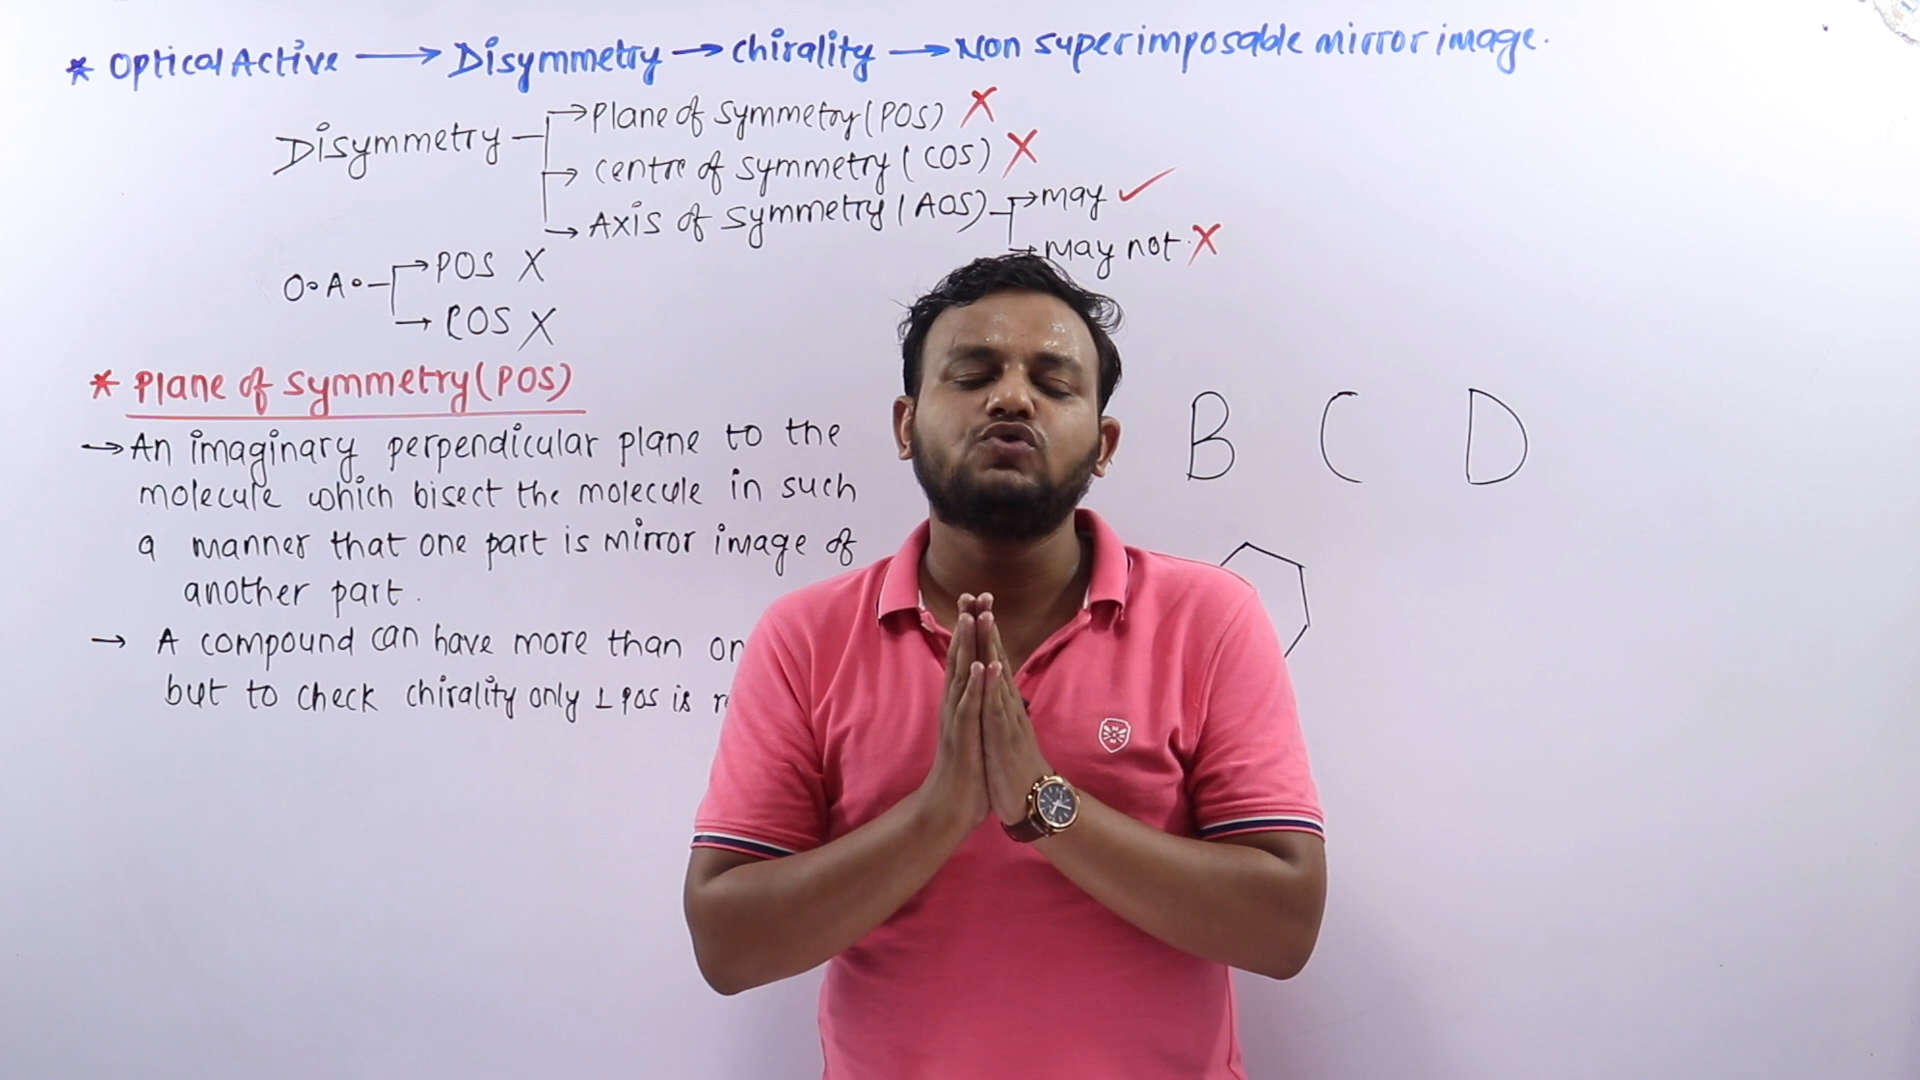 * Optical Active → Disymmetry → chirality → Non superimposable mirror image.
Disymmetry → Plane of symmetry (POS) X
→ centre of symmetry (COS) X
→ Axis of symmetry (AOS) → may ✓
→ may not X
O.A. → POS X
→ COS X
* Plane of symmetry (POS)
B C D
→ An imaginary perpendicular plane to the
molecule which bisect the molecule in such
a manner that one part is mirror image of
another part.
→ A compound can have more than
but to check chirality only 1 POS is